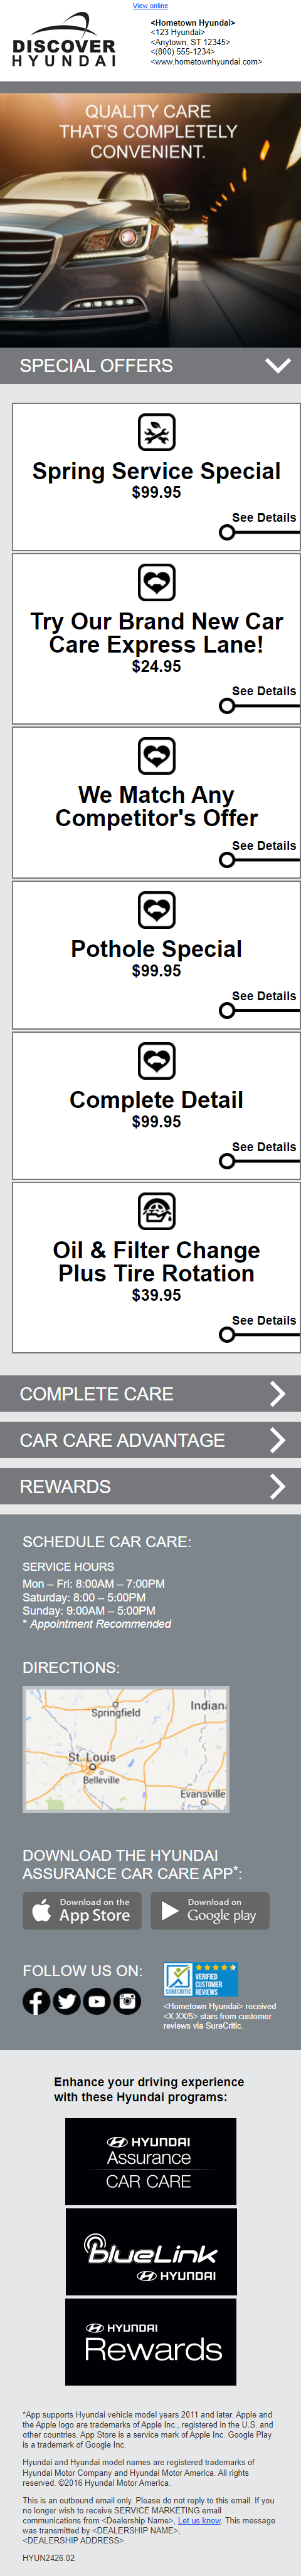 View online
DISCOVER
HYUNDAI
<Hometown Hyundai>
<123 Hyundai>
<Anytown, ST 12345>
<(800) 555-1234>
<www.hometownhyundai.com>
QUALITY CARE
THAT'S COMPLETELY
CONVENIENT.
SPECIAL OFFERS
Spring Service Special
$99.95
See Details
Try Our Brand New Car
Care Express Lane!
$24.95
See Details
We Match Any
Competitor's Offer
See Details
Pothole Special
$99.95
See Details
Complete Detail
$99.95
See Details
Oil & Filter Change
Plus Tire Rotation
$39.95
See Details
COMPLETE CARE
CAR CARE ADVANTAGE
REWARDS
SCHEDULE CAR CARE:
SERVICE HOURS
Mon – Fri: 8:00AM – 7:00PM
Saturday: 8:00 – 5:00PM
Sunday: 9:00AM – 5:00PM
* Appointment Recommended
DIRECTIONS:
Springfield
Indian
St. Louis
Belleville
Evansville
DOWNLOAD THE HYUNDAI
ASSURANCE CAR CARE APP*:
Download on the
App Store
Download on
Google play
FOLLOW US ON:
SURECRITIC
VERIFIED
CUSTOMER
REVIEWS
<Hometown Hyundai> received
<X.XX/5> stars from customer
reviews via SureCritic.
Enhance your driving experience
with these Hyundai programs:
HYUNDAI
Assurance
CAR CARE
blueLink
HYUNDAI
HYUNDAI
Rewards
*App supports Hyundai vehicle model years 2011 and later. Apple and
the Apple logo are trademarks of Apple Inc., registered in the U.S. and
other countries. App Store is a service mark of Apple Inc. Google Play
is a trademark of Google Inc.
Hyundai and Hyundai model names are registered trademarks of
Hyundai Motor Company and Hyundai Motor America. All rights
reserved. ©2016 Hyundai Motor America.
This is an outbound email only. Please do not reply to this email. If you
no longer wish to receive SERVICE MARKETING email
communications from <Dealership Name>, Let us know. This message
was transmitted by <DEALERSHIP NAME>,
<DEALERSHIP ADDRESS>.
HYUN2426.02